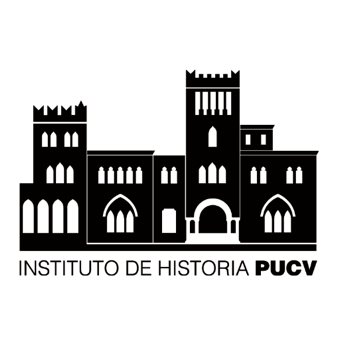 INSTITUTO DE HISTORIA PUCV